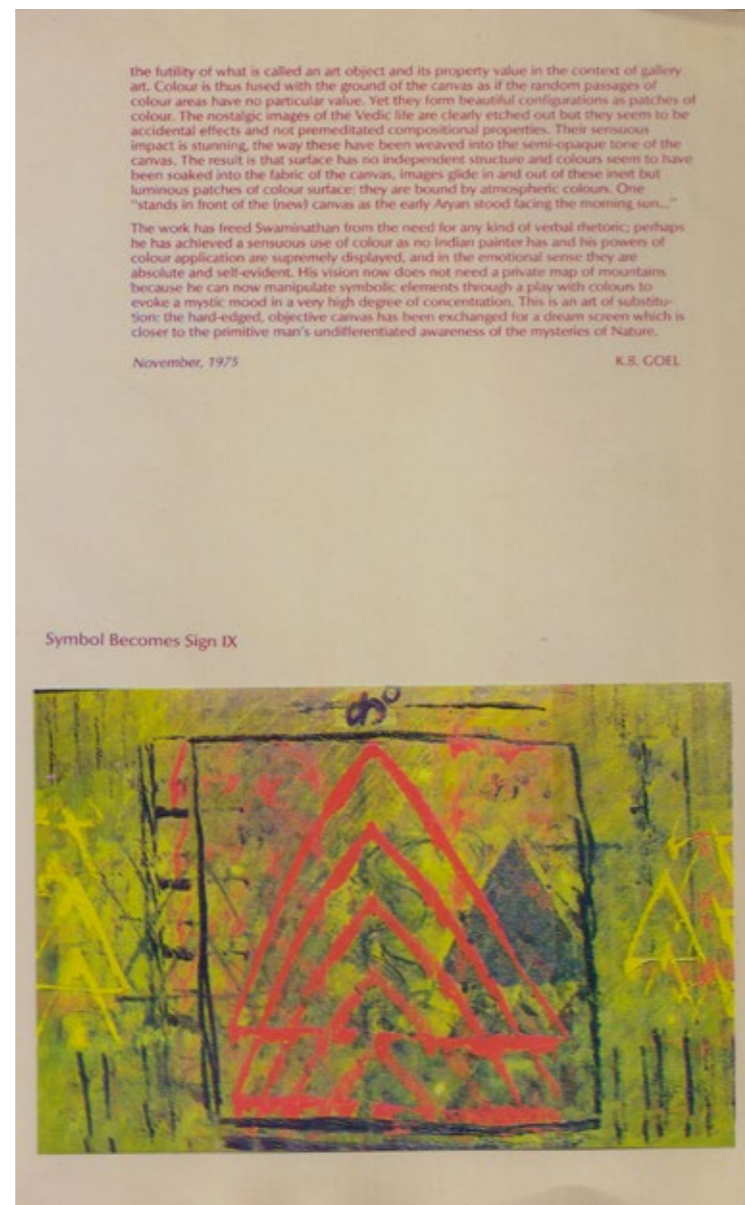 the futility of what is called an art object and its property value in the context of gallery
art. Colour is thus fused with the ground of the canvas as if the random passages of
colour areas have no particular value. Yet they form beautiful configurations as patches of
colour. The nostalgic images of the Vedic life are clearly etched out but they seem to be
accidental effects and not premeditated compositional properties. Their sensuous
impact is stunning, the way these have been weaved into the semi-opaque tone of the
canvas. The result is that surface has no independent structure and colours seem to have
been soaked into the fabric of the canvas, images glide in and out of these inert but
luminous patches of colour surface: they are bound by atmospheric colours. One
"stands in front of the (new) canvas as the early Aryan stood facing the morning sun..."
The work has freed Swaminathan from the need for any kind of verbal rhetoric; perhaps
he has achieved a sensuous use of colour as no Indian painter has and his powers of
colour application are supremely displayed, and in the emotional sense they are
absolute and self-evident. His vision now does not need a private map of mountains
because he can now manipulate symbolic elements through a play with colours to
evoke a mystic mood in a very high degree of concentration. This is an art of substitu-
tion: the hard-edged, objective canvas has been exchanged for a dream screen which is
closer to the primitive man's undifferentiated awareness of the mysteries of Nature.
November, 1975 K.B. GOEL
Symbol Becomes Sign IX